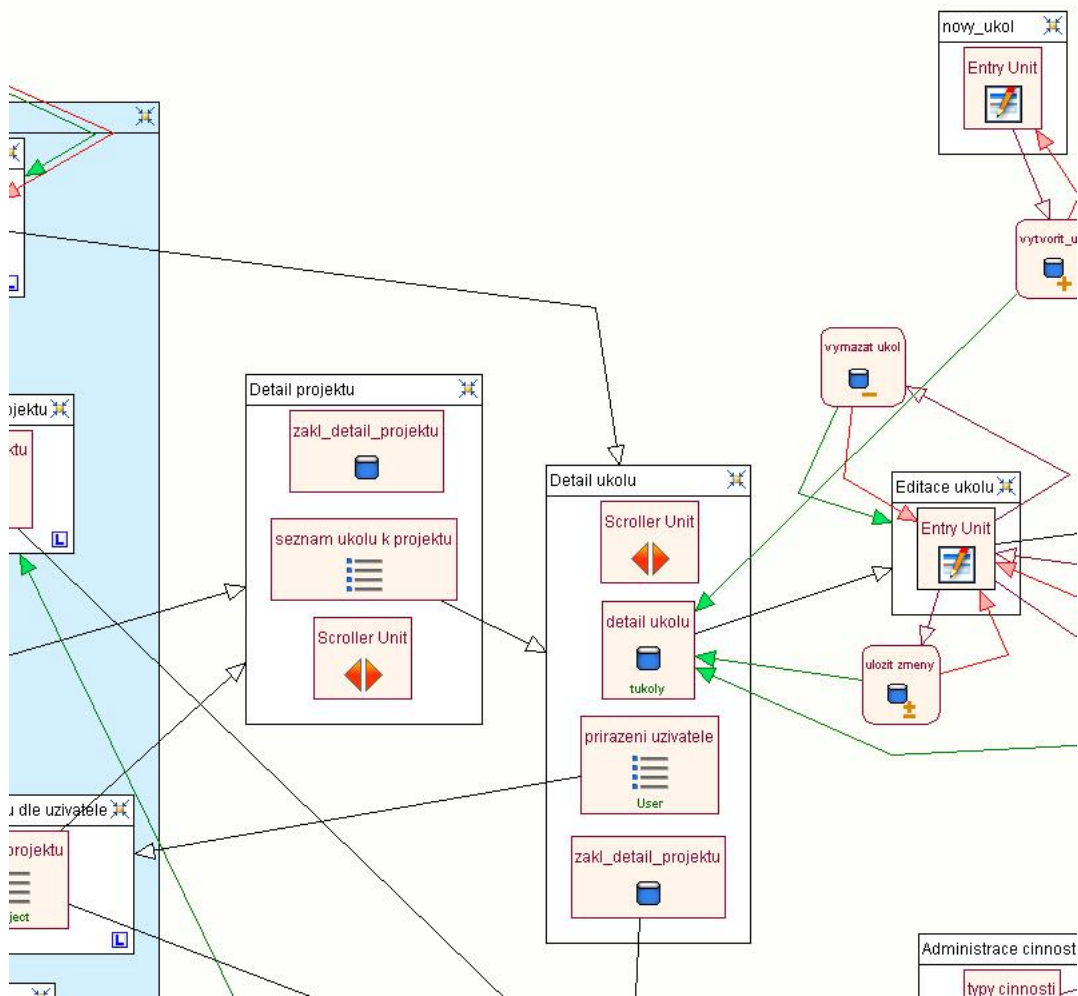 novy_ukol
Entry Unit
vytvorit_u
vymazat ukol
Detail projektu
zakl_detail_projektu
seznam ukolu k projektu
Scroller Unit
ojektu
ktu
L
L
Detail ukolu
Scroller Unit
detail ukolu
tukoly
prirazeni uzivatele
User
zakl_detail_projektu
Editace ukolu
Entry Unit
ulozit zmeny
u dle uzivatele
projektu
ject
L
Administrace cinnost
typy cinnosti